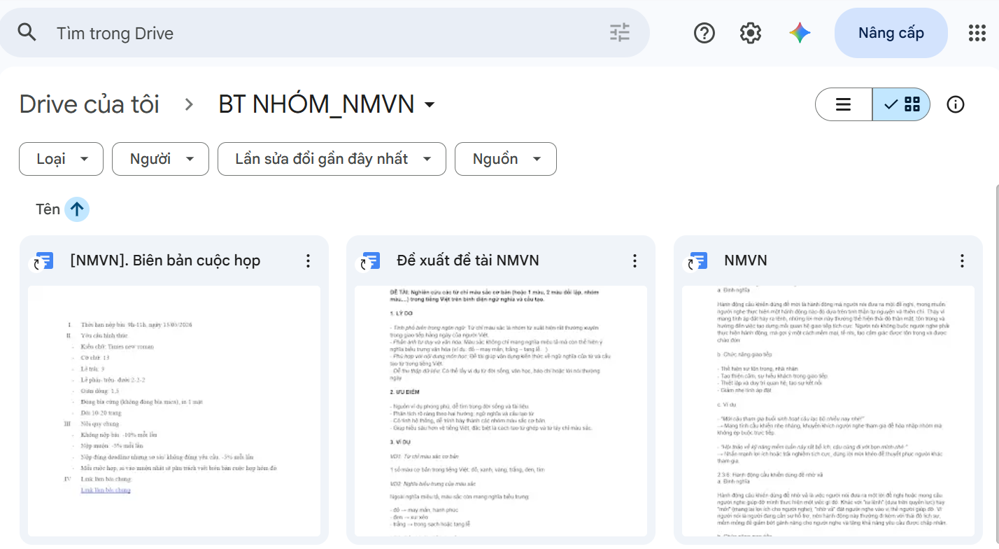 Tìm trong Drive
Nâng cấp
Drive của tôi
BT NHÓM_NMVN
Loại
Người
Lần sửa đổi gần đây nhất
Nguồn
Tên
[NMVN]. Biên bản cuộc họp
I Thời hạn nộp bài: 9h-11h, ngày 15/05/2026
II Yêu cầu hình thức
- Kiểu chữ: Times new roman
- Cỡ chữ: 13
- Lề trái: 3
- Lề phải- trên- dưới 2-2-2
- Giãn dòng: 1,5
- Đóng bìa cứng (không đóng bìa mica), in 1 mặt
- Dài 10-20 trang
III Nội quy chung
- Không nộp bài: -10% mỗi lần
- Nộp muộn: -5% mỗi lần
- Nộp đúng deadline nhưng sơ sài/ không đúng yêu cầu: -5% mỗi lần
- Mỗi cuộc họp, ai vào muộn nhất sẽ phụ trách viết biên bản cuộc họp hôm đó
IV Link làm bài chung:
Link làm bài chung
Đề xuất đề tài NMVN
ĐỀ TÀI: Nghiên cứu các từ chỉ màu sắc cơ bản (hoặc 1 màu, 2 màu đối lập, nhóm
màu,...) trong tiếng Việt trên bình diện ngữ nghĩa và cấu tạo.
1. LÝ DO
- Tính phổ biến trong ngôn ngữ: Từ chỉ màu sắc là nhóm từ xuất hiện rất thường xuyên
trong giao tiếp hằng ngày của người Việt.
- Phản ánh tư duy và văn hóa: Màu sắc không chỉ mang nghĩa miêu tả mà còn thể hiện ý
nghĩa biểu trưng văn hóa (ví dụ: đỏ – may mắn, trắng – tang lễ...)
- Phù hợp với nội dung môn học: Đề tài giúp vận dụng kiến thức về ngữ nghĩa của từ và cấu
tạo từ trong tiếng Việt.
- Dễ thu thập dữ liệu: Có thể lấy ví dụ từ đời sống, văn học, báo chí hoặc lời nói thường
ngày
2. ƯU ĐIỂM
- Nguồn ví dụ phong phú, dễ tìm trong đời sống và tài liệu.
- Phân tích rõ ràng theo hai hướng: ngữ nghĩa và cấu tạo từ
- Có tính hệ thống, dễ trình bày thành các nhóm màu sắc cơ bản.
- Giúp hiểu sâu hơn về tiếng Việt, đặc biệt là cách tạo từ ghép và từ láy chỉ màu sắc.
3. VÍ DỤ
VD1: Từ chỉ màu sắc cơ bản
1 số màu cơ bản trong tiếng Việt: đỏ, xanh, vàng, trắng, đen, tím
VD2: Nghĩa biểu trưng của màu sắc
Ngoài nghĩa miêu tả, màu sắc còn mang nghĩa biểu trưng:
- đỏ → may mắn, hạnh phúc
- đen → xui xẻo
- trắng → trong sạch hoặc tang lễ
NMVN
a. Định nghĩa
Hành động cầu khiến dùng để mời là hành động mà người nói đưa ra một đề nghị, mong muốn
người nghe thực hiện một hành động nào đó dựa trên tinh thần tự nguyện và thiện chí. Thay vì
mang tính áp đặt hay ra lệnh, những lời mời này thường thể hiện thái độ thân mật, tôn trọng và
hướng đến việc tạo dựng mối quan hệ giao tiếp tích cực. Người nói không buộc người nghe phải
thực hiện hành động, mà gợi ý một cách mềm mại, tế nhị, tạo cảm giác được tôn trọng và được
chào đón.
b. Chức năng giao tiếp
- Thể hiện sự tôn trọng, nhã nhặn
- Tạo thiện cảm, sự hiếu khách trong giao tiếp
- Thiết lập và duy trì quan hệ, tạo sự kết nối
- Giảm nhẹ tính áp đặt
c. Ví dụ
- "Mời cậu tham gia buổi sinh hoạt câu lạc bộ chiều nay nhé!"
→ Mang tính cầu khiến nhẹ nhàng, khuyến khích người nghe tham gia để hòa nhập nhóm mà
không ép buộc trực tiếp.
- "Hội thảo về kỹ năng mềm tuần này rất bổ ích, cậu cùng đi với bọn mình nhé."
→ Nhấn mạnh lợi ích hoặc trải nghiệm tích cực, dùng lời mời khéo để thuyết phục người khác
tham gia.
2.3.6. Hành động cầu khiến dùng để nhờ vả
a. Định nghĩa
Hành động cầu khiến dùng để nhờ vả là việc người nói đưa ra một lời đề nghị hoặc mong cầu
người nghe giúp đỡ mình thực hiện một việc gì đó. Khác với "ra lệnh" (dựa trên quyền lực) hay
"mời" (mang lại lợi ích cho người nghe), "nhờ vả" đặt người nghe vào vị thế người giúp đỡ. Vì
người nói là người đang cần sự hỗ trợ, nên hành động này thường đi kèm với thái độ lịch sự,
mềm mỏng để giảm bớt gánh nặng cho người nghe và tăng khả năng yêu cầu được chấp nhận.